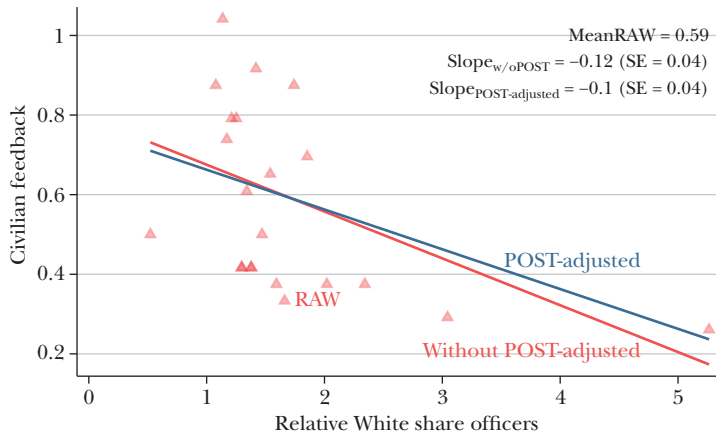 MeanRAW = 0.59
Slopew/oPOST = –0.12 (SE = 0.04)
SlopePOST-adjusted = –0.1 (SE = 0.04)
Civilian feedback
1
0.8
0.6
0.4
0.2
POST-adjusted
RAW
Without POST-adjusted
0 1 2 3 4 5
Relative White share officers